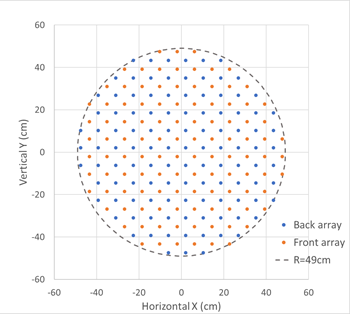 60
40
20
0
-20
-40
-60
-60 -40 -20 0 20 40 60
Vertical Y (cm)
Horizontal X (cm)
Back array
Front array
R=49cm